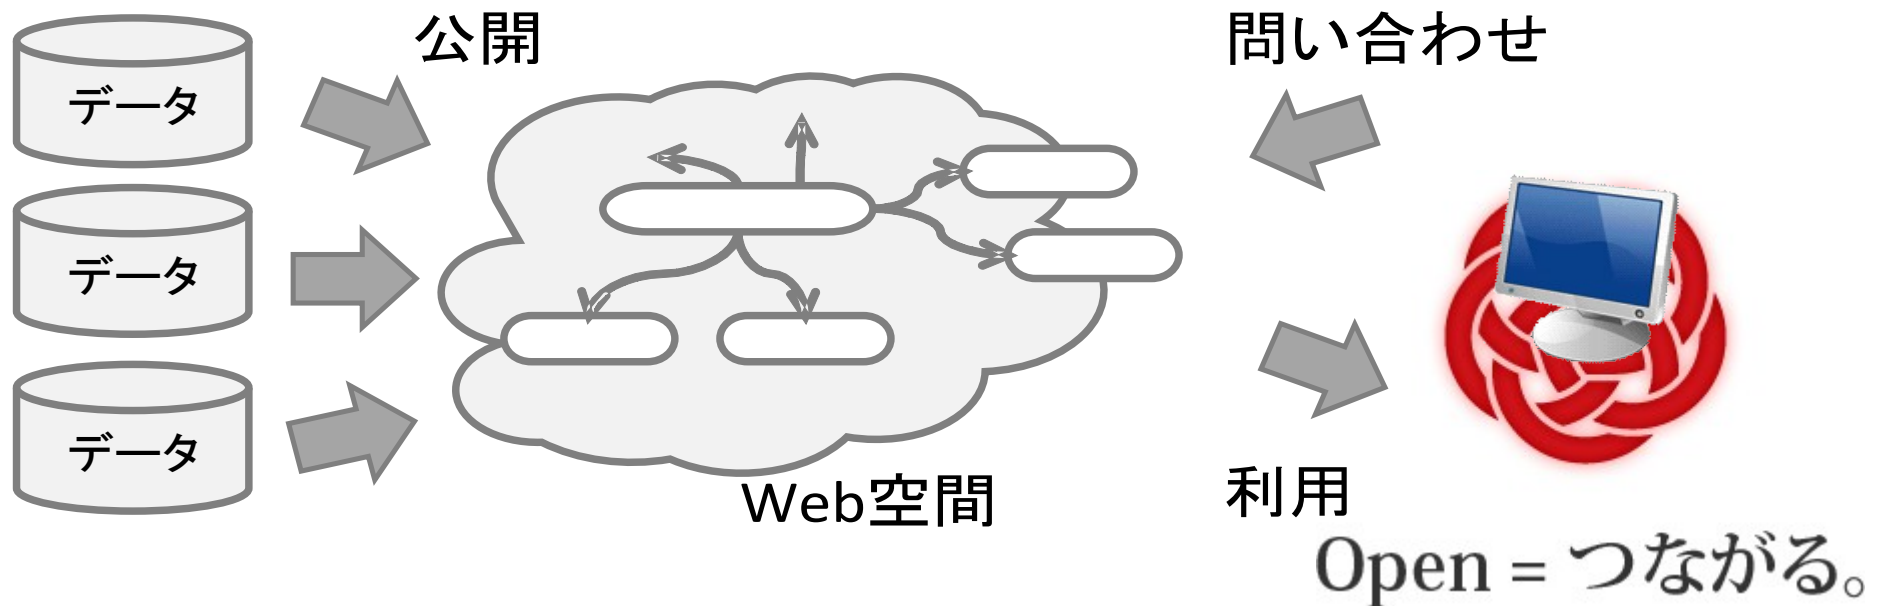 公開
問い合わせ
データ
データ
データ
Web空間
利用
Open = つながる。